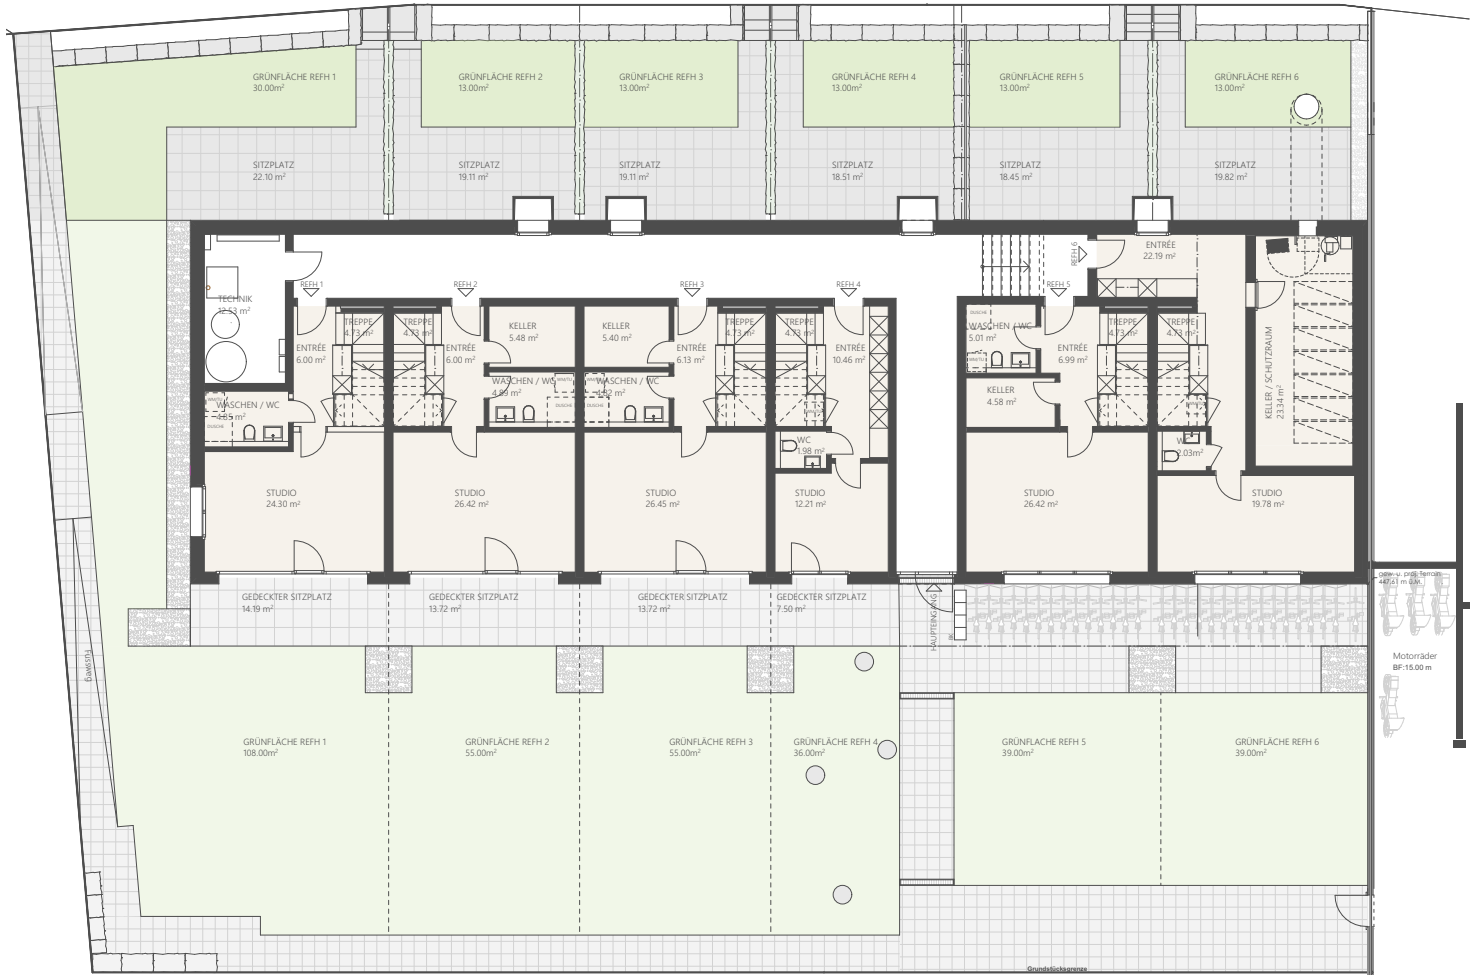 GRÜNFLÄCHE REFH 1
30.00m²
GRÜNFLÄCHE REFH 2
13.00m²
GRÜNFLÄCHE REFH 3
13.00m²
GRÜNFLÄCHE REFH 4
13.00m²
GRÜNFLÄCHE REFH 5
13.00m²
GRÜNFLÄCHE REFH 6
13.00m²
SITZPLATZ
22.10 m²
SITZPLATZ
19.11 m²
SITZPLATZ
19.11 m²
SITZPLATZ
18.51 m²
SITZPLATZ
18.45 m²
SITZPLATZ
19.82 m²
REFH 6
ENTRÉE
22.19 m²
REFH 1
REFH 2
REFH 3
REFH 4
REFH 5
TECHNIK
12.53 m²
TREPPE
4.73 m²
ENTRÉE
6.00 m²
TREPPE
4.73 m²
ENTRÉE
6.00 m²
KELLER
5.48 m²
KELLER
5.40 m²
ENTRÉE
6.13 m²
TREPPE
4.73 m²
TREPPE
4.73 m²
ENTRÉE
10.46 m²
WASCHEN / WC
5.01 m²
DUSCHE
ENTRÉE
6.99 m²
TREPPE
4.73 m²
TREPPE
4.73 m²
KELLER / SCHUTZRAUM
23.34 m²
WASCHEN / WC
DUSCHE
WASCHEN / WC
DUSCHE
WASCHEN / WC
DUSCHE
KELLER
4.58 m²
WC
1.98 m²
2.03m²
STUDIO
24.30 m²
STUDIO
26.42 m²
STUDIO
26.45 m²
STUDIO
12.21 m²
STUDIO
26.42 m²
STUDIO
19.78 m²
GEDECKTER SITZPLATZ
14.19 m²
GEDECKTER SITZPLATZ
13.72 m²
GEDECKTER SITZPLATZ
13.72 m²
GEDECKTER SITZPLATZ
7.50 m²
HAUPTEINGANG
Motorräder
BF:15.00 m
Fussweg
GRÜNFLÄCHE REFH 1
108.00m²
GRÜNFLÄCHE REFH 2
55.00m²
GRÜNFLÄCHE REFH 3
55.00m²
GRÜNFLÄCHE REFH 4
36.00m²
GRÜNFLÄCHE REFH 5
39.00m²
GRÜNFLÄCHE REFH 6
39.00m²
Grundstücksgrenze